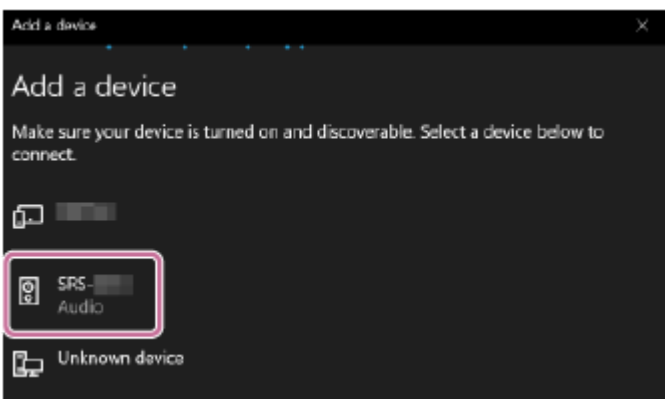 Add a device
Add a device
Make sure your device is turned on and discoverable. Select a device below to
connect.
SRS-
Audio
Unknown device